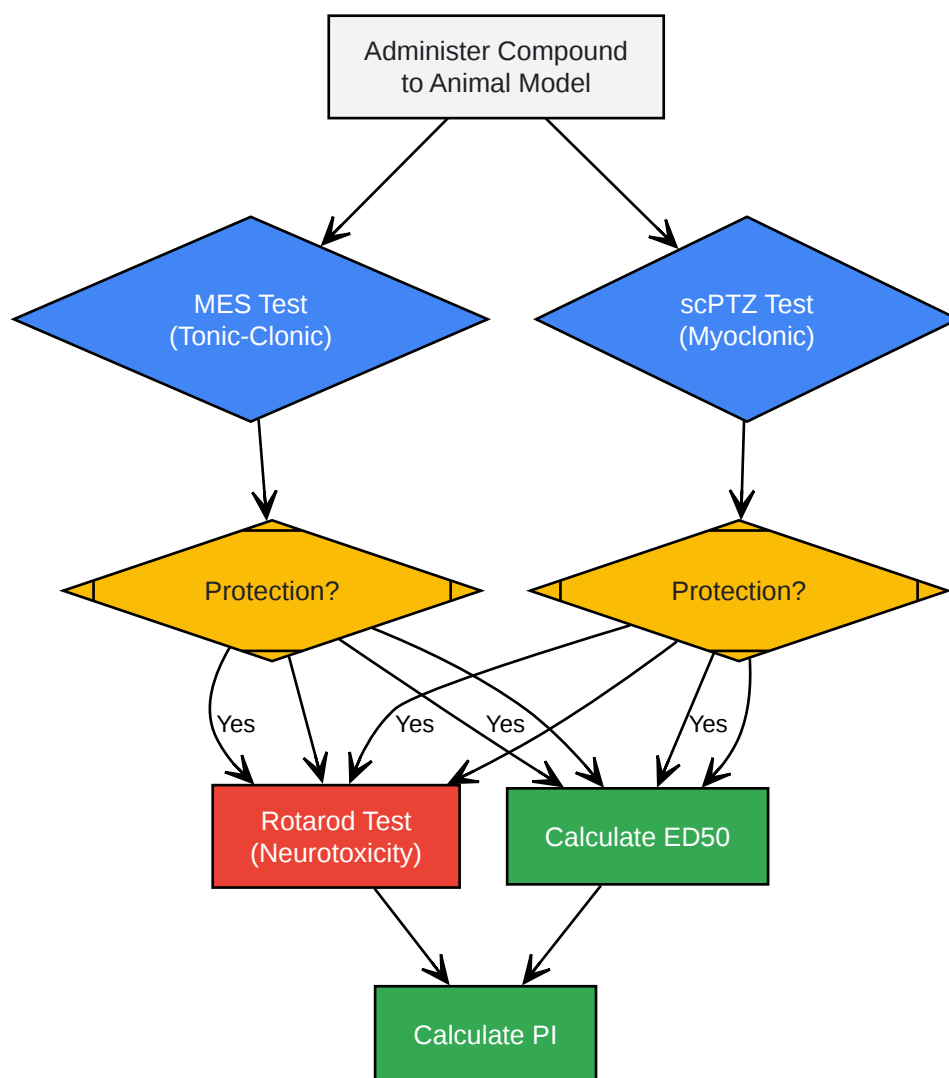 Administer Compound
to Animal Model
MES Test
(Tonic-Clonic)
scPTZ Test
(Myoclonic)
Protection?
Protection?
Yes
Yes
Yes
Yes
Rotarod Test
(Neurotoxicity)
Calculate ED50
Calculate PI